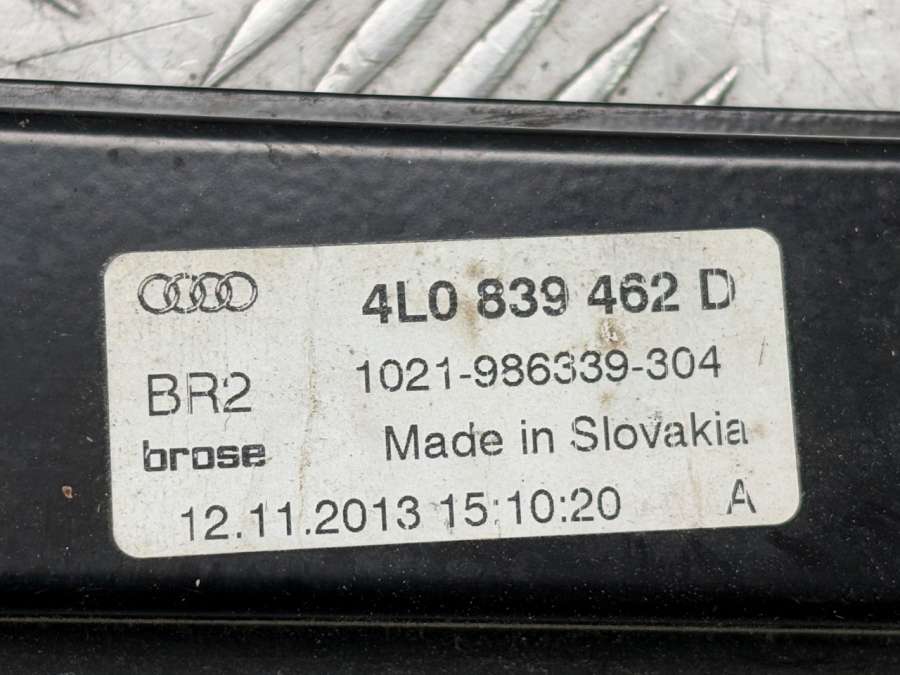 4L0 839 462 D
1021-986339-304
BR2
brose
Made in Slovakia
12.11.2013 15:10:20 A